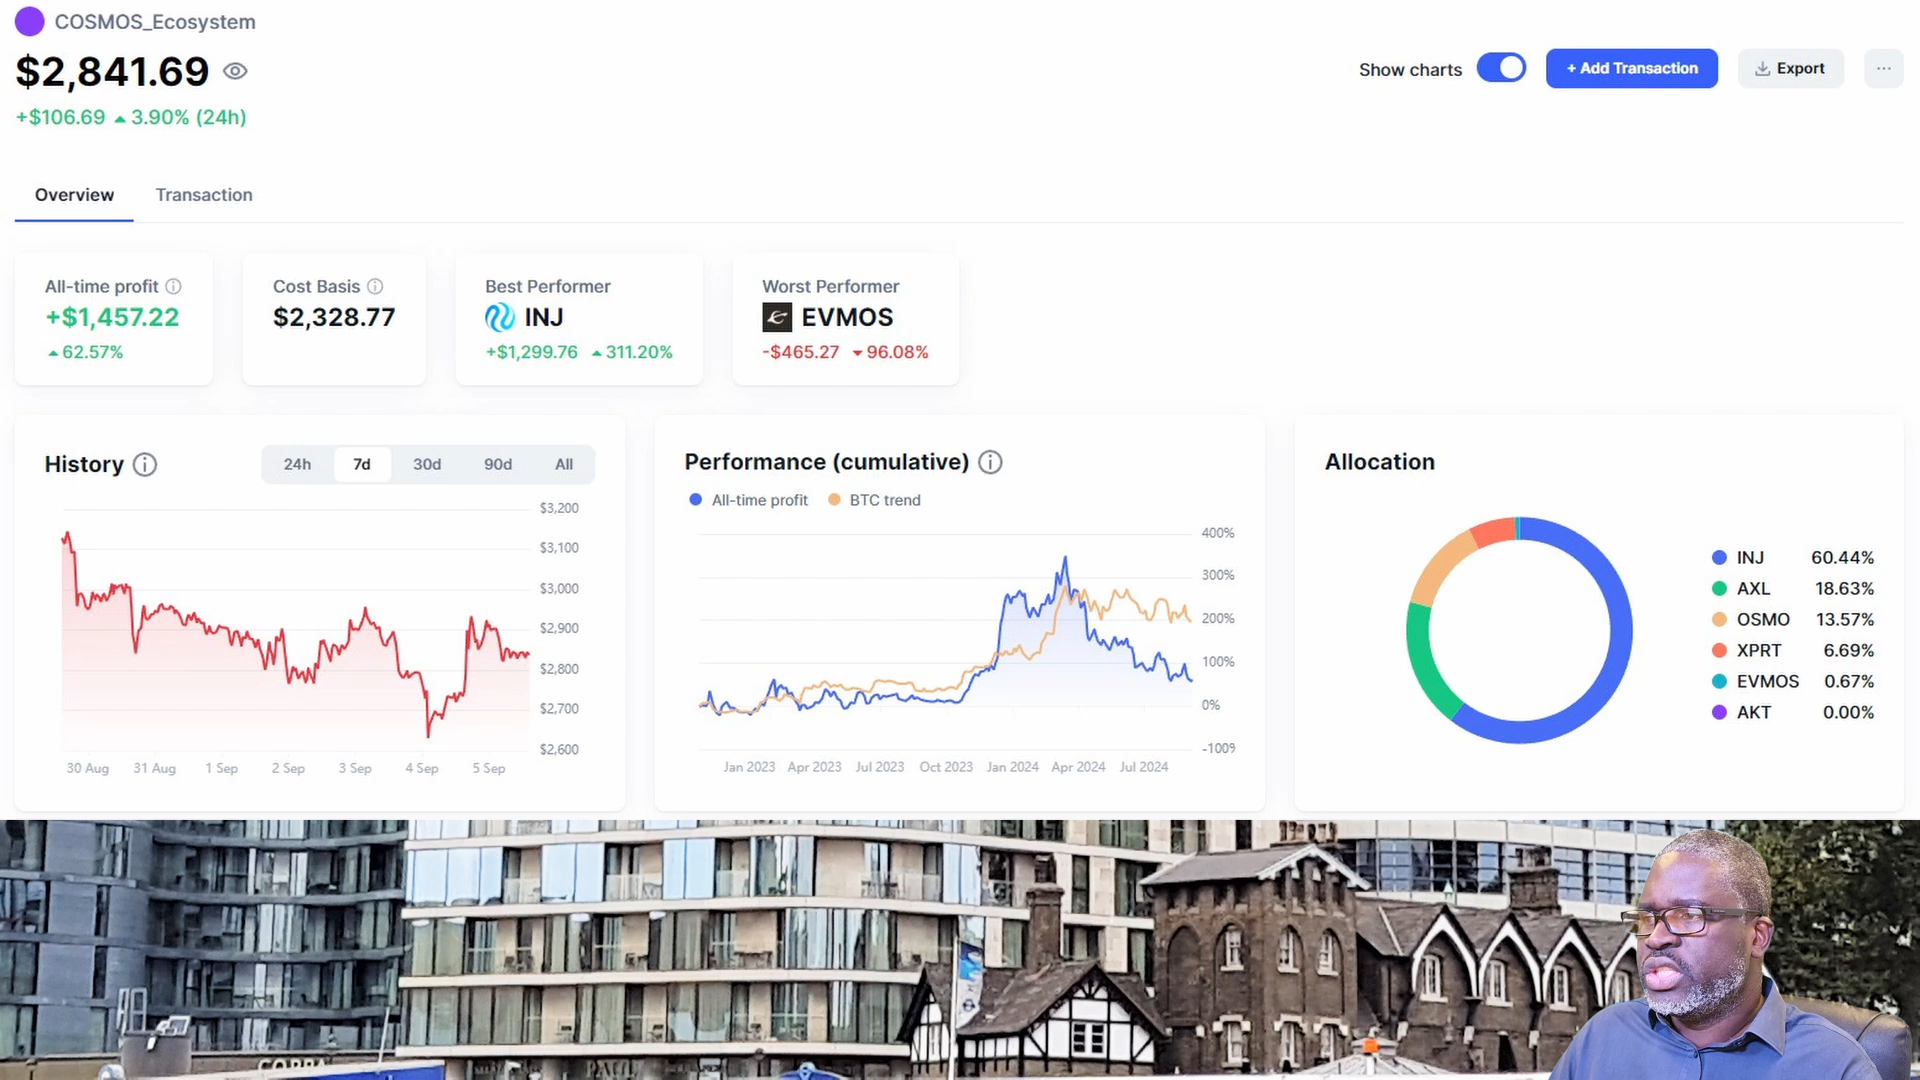 COSMOS_Ecosystem
$2,841.69
+$106.69 3.90% (24h)
Show charts
+ Add Transaction
Export
...
Overview
Transaction
All-time profit
+$1,457.22
62.57%
Cost Basis
$2,328.77
Best Performer
INJ
+$1,299.76 311.20%
Worst Performer
EVMOS
-$465.27 96.08%
History
24h 7d 30d 90d All
$3,200
$3,100
$3,000
$2,900
$2,800
$2,700
$2,600
30 Aug 31 Aug 1 Sep 2 Sep 3 Sep 4 Sep 5 Sep
Performance (cumulative)
All-time profit BTC trend
400%
300%
200%
100%
0%
-100%
Jan 2023 Apr 2023 Jul 2023 Oct 2023 Jan 2024 Apr 2024 Jul 2024
Allocation
INJ 60.44%
AXL 18.63%
OSMO 13.57%
XPRT 6.69%
EVMOS 0.67%
AKT 0.00%